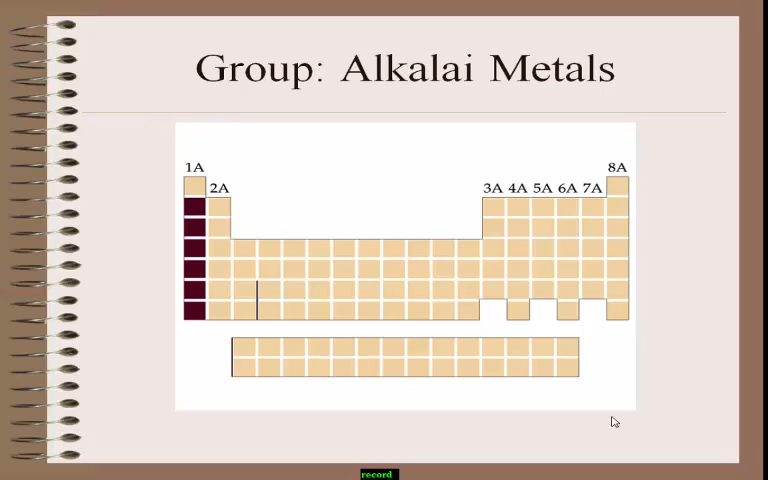 Group: Alkalai Metals
1A
8A
2A
3A 4A 5A 6A 7A
record